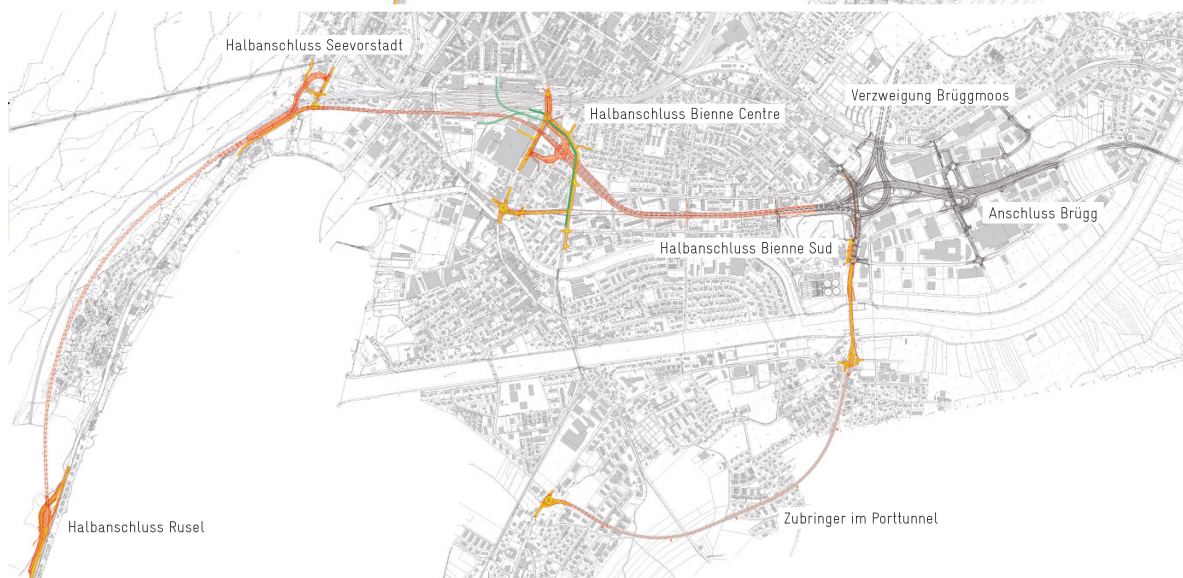 Halbanschluss Seevorstadt
Halbanschluss Bienne Centre
Verzweigung Brüggmoos
Anschluss Brügg
Halbanschluss Bienne Sud
Halbanschluss Rusel
Zubringer im Porttunnel